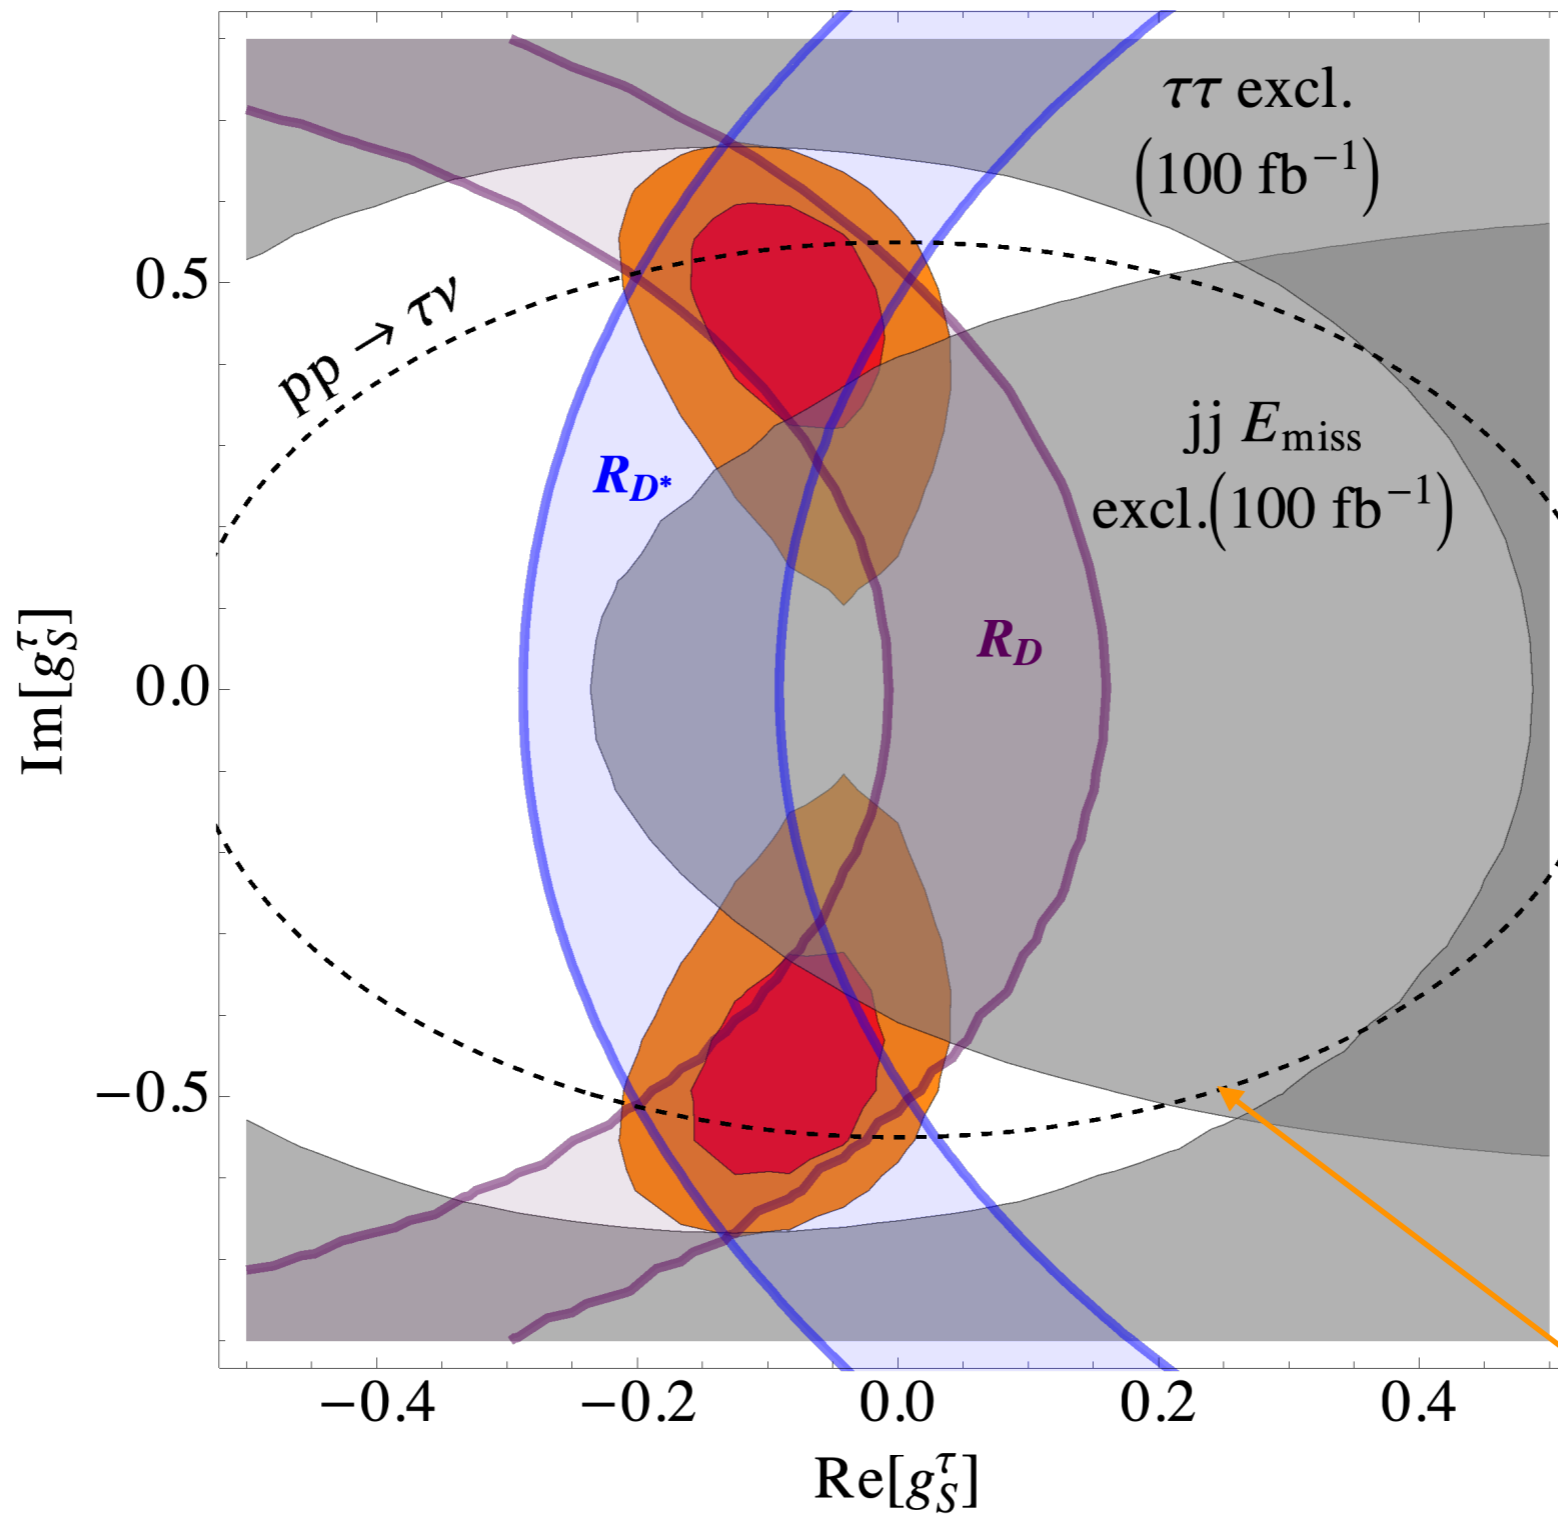 ττ excl.
(100 fb⁻¹)
pp → τν
jj E_miss
excl.(100 fb⁻¹)
R_D*
R_D
Im[g_S^τ]
0.5
0.0
−0.5
−0.4
−0.2
0.0
0.2
0.4
Re[g_S^τ]